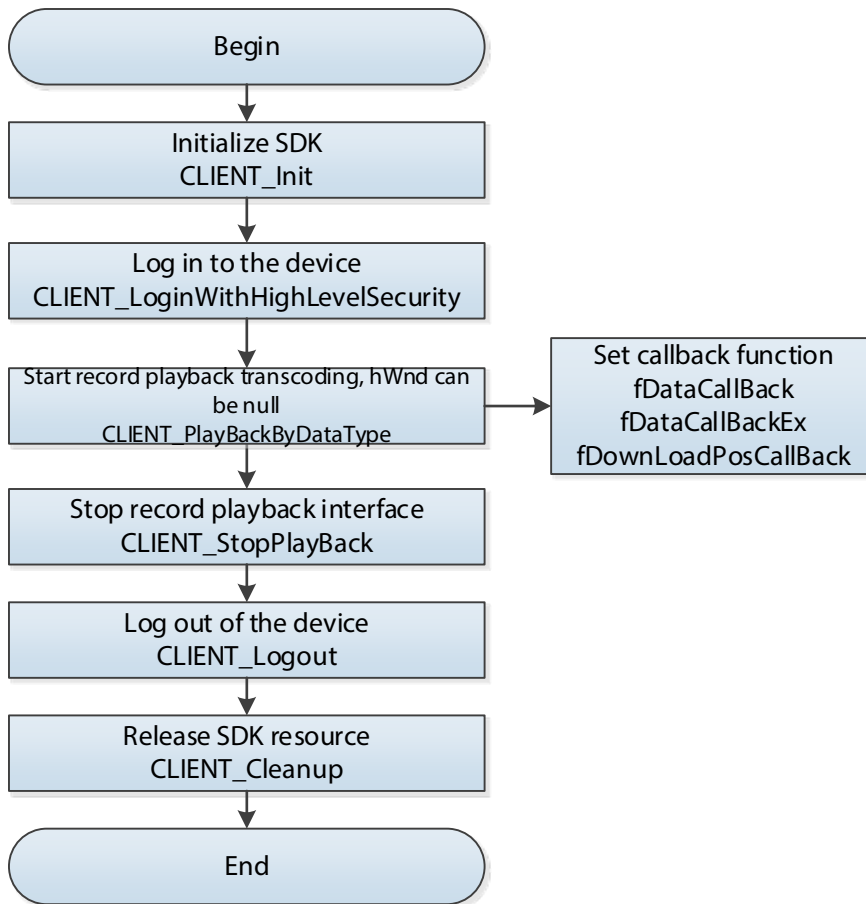 Begin
Initialize SDK
CLIENT_Init
Log in to the device
CLIENT_LoginWithHighLevelSecurity
Start record playback transcoding, hWnd can
be null
CLIENT_PlayBackByDataType
Set callback function
fDataCallBack
fDataCallBackEx
fDownLoadPosCallBack
Stop record playback interface
CLIENT_StopPlayBack
Log out of the device
CLIENT_Logout
Release SDK resource
CLIENT_Cleanup
End